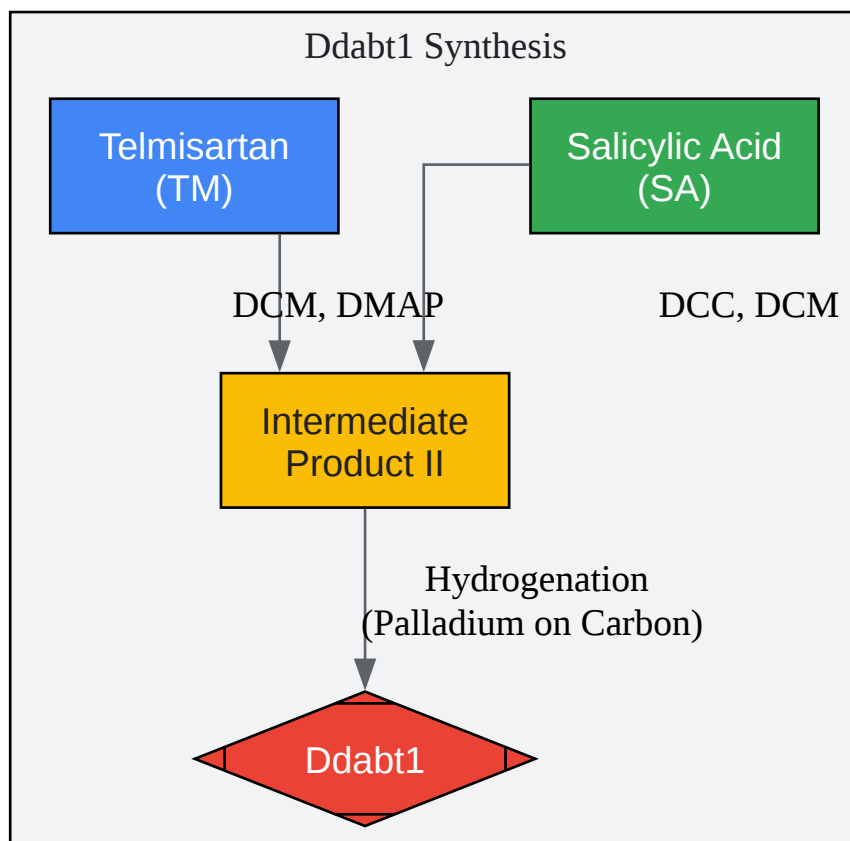 Ddabt1 Synthesis
Telmisartan
(TM)
Salicylic Acid
(SA)
DCM, DMAP
DCC, DCM
Intermediate
Product II
Hydrogenation
(Palladium on Carbon)
Ddabt1